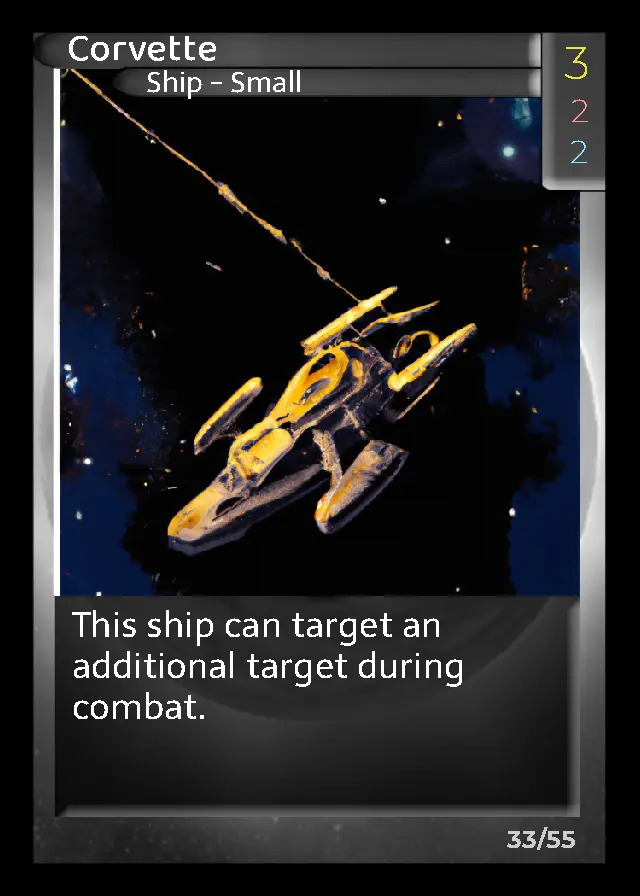 Corvette
Ship – Small
3
2
2
This ship can target an
additional target during
combat.
33/55